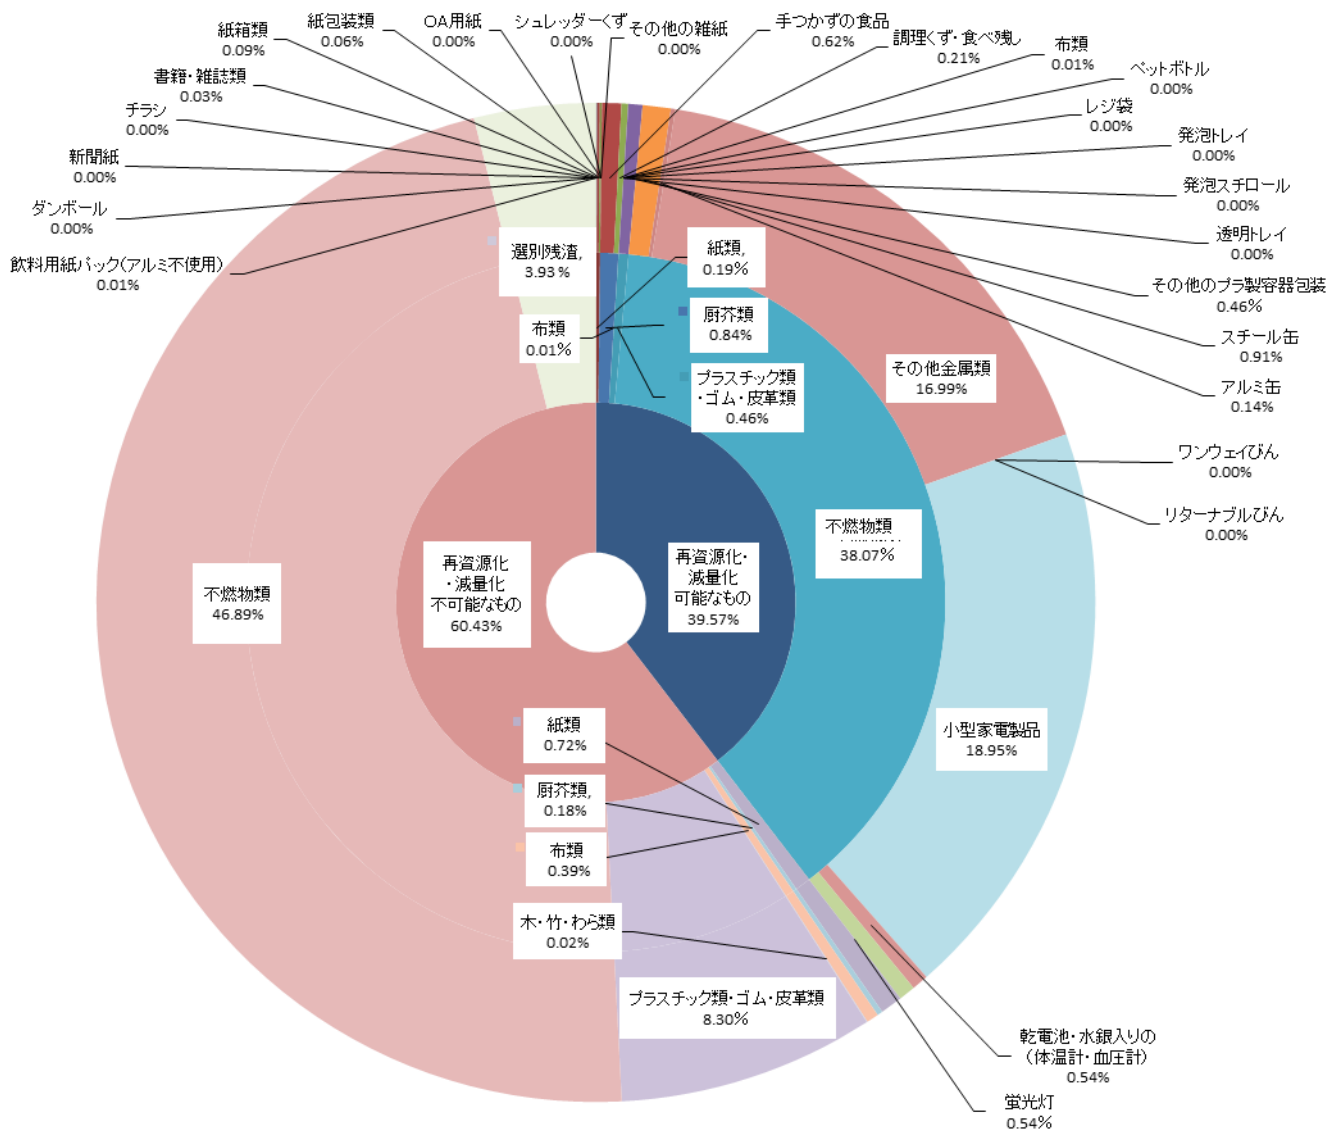 紙箱類
0.09%
紙包装類
0.06%
OA用紙
0.00%
シュレッダーくず
0.00%
その他の雑紙
0.00%
手つかずの食品
0.62%
調理くず・食べ残し
0.21%
布類
0.01%
ペットボトル
0.00%
レジ袋
0.00%
発泡トレイ
0.00%
発泡スチロール
0.00%
透明トレイ
0.00%
その他のプラ製容器包装
0.46%
スチール缶
0.91%
アルミ缶
0.14%
ワンウェイびん
0.00%
リターナブルびん
0.00%
書籍・雑誌類
0.03%
チラシ
0.00%
新聞紙
0.00%
ダンボール
0.00%
飲料用紙パック(アルミ不使用)
0.01%
選別残渣,
3.93%
紙類,
0.19%
布類
0.01%
厨芥類
0.84%
プラスチック類
・ゴム・皮革類
0.46%
その他金属類
16.99%
不燃物類
38.07%
再資源化・
減量化
可能なもの
39.57%
再資源化
・減量化
不可能なもの
60.43%
不燃物類
46.89%
小型家電製品
18.95%
紙類
0.72%
厨芥類,
0.18%
布類
0.39%
木・竹・わら類
0.02%
プラスチック類・ゴム・皮革類
8.30%
乾電池・水銀入りの
(体温計・血圧計)
0.54%
蛍光灯
0.54%